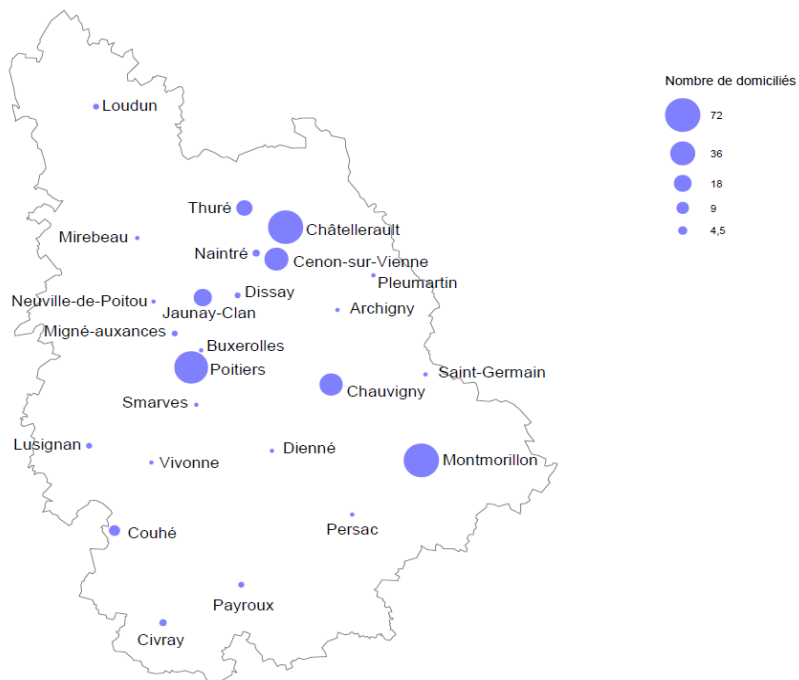 Nombre de domiciliés
72
36
18
9
4,5
Loudun
Thuré
Châtellerault
Mirebeau
Naintré
Cenon-sur-Vienne
Pleumartin
Neuville-de-Poitou
Dissay
Jaunay-Clan
Archigny
Migné-auxances
Buxerolles
Poitiers
Saint-Germain
Chauvigny
Smarves
Lusignan
Dienné
Vivonne
Montmorillon
Persac
Couhé
Payroux
Civray